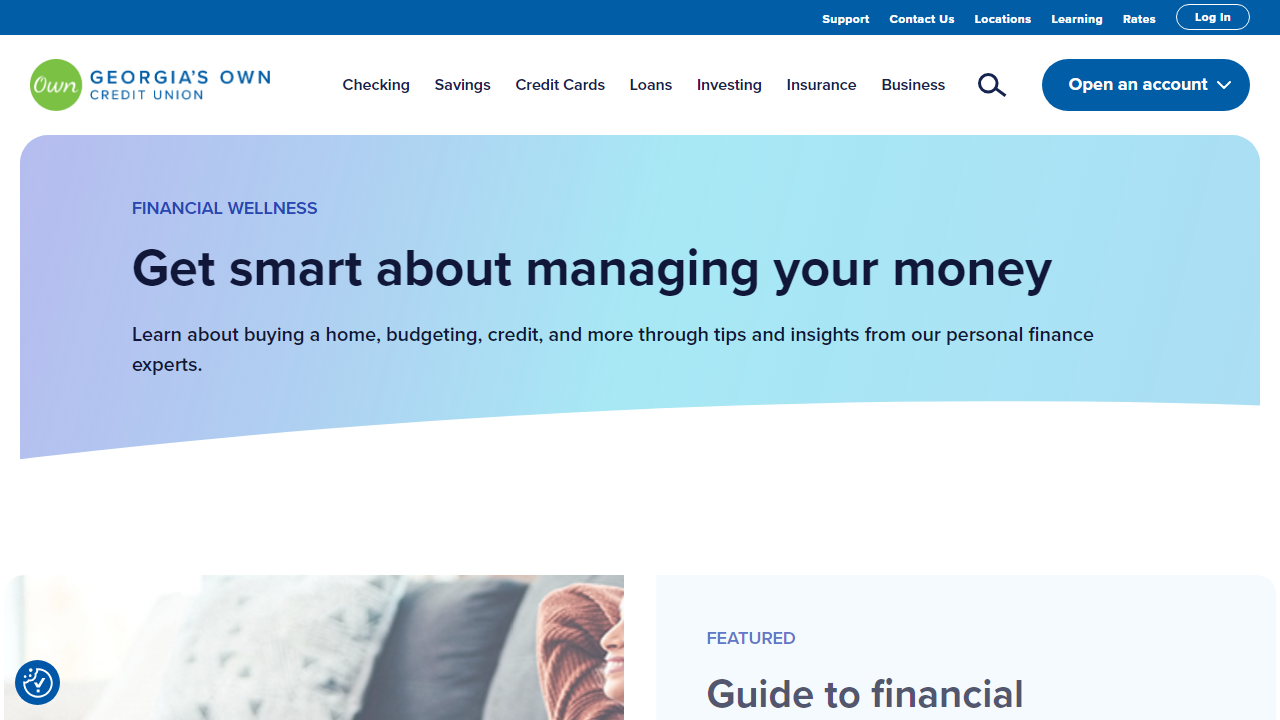 Support Contact Us Locations Learning Rates Log In
Own GEORGIA'S OWN
CREDIT UNION
Checking Savings Credit Cards Loans Investing Insurance Business Open an account
FINANCIAL WELLNESS
Get smart about managing your money
Learn about buying a home, budgeting, credit, and more through tips and insights from our personal finance
experts.
FEATURED
Guide to financial